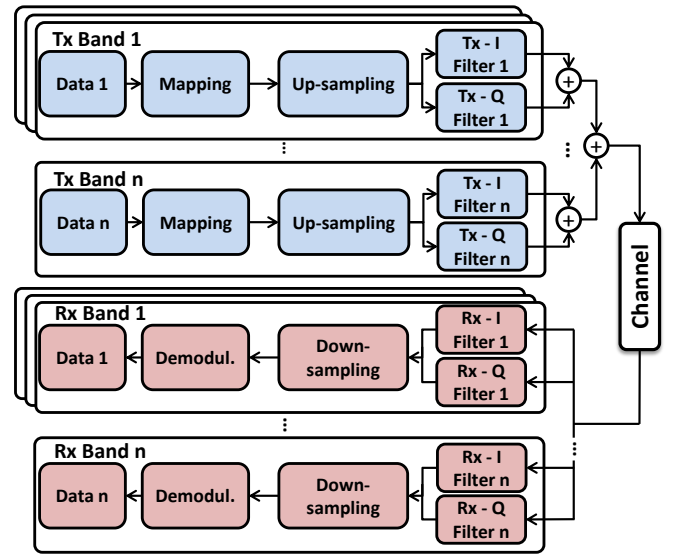 Tx Band 1
Data 1
Mapping
Up-sampling
Tx - I
Filter 1
Tx - Q
Filter 1
+
+
...
...
Tx Band n
Data n
Mapping
Up-sampling
Tx - I
Filter n
Tx - Q
Filter n
+
Channel
Rx Band 1
Data 1
Demodul.
Down-
sampling
Rx - I
Filter 1
Rx - Q
Filter 1
...
...
Rx Band n
Data n
Demodul.
Down-
sampling
Rx - I
Filter n
Rx - Q
Filter n